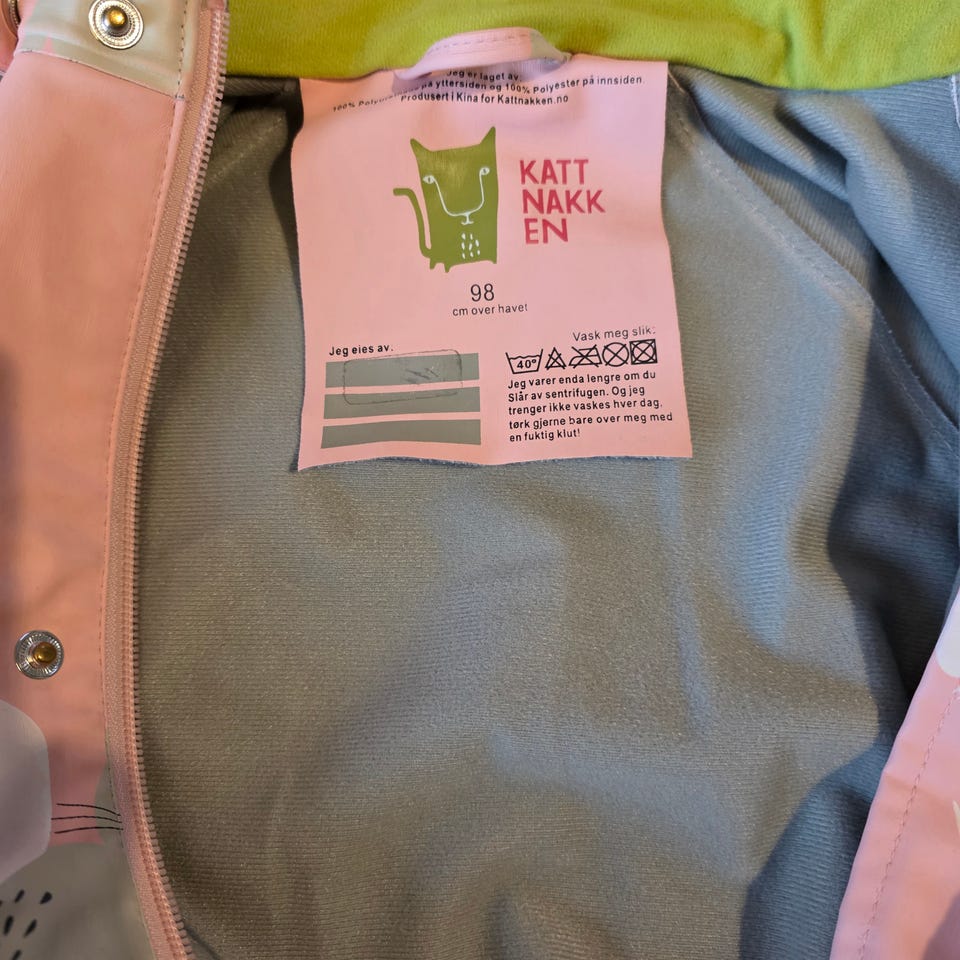 Jeg er laget av:
100% Polyuretan på yttersiden og 100% Polyester på innsiden.
Produsert i Kina for Kattnakken.no
KATT
NAKK
EN
98
cm over havet
Jeg eies av:
Vask meg slik:
40°
Jeg varer enda lengre om du
Slår av sentrifugen. Og jeg
trenger ikke vaskes hver dag,
tørk gjerne bare over meg med
en fuktig klut!